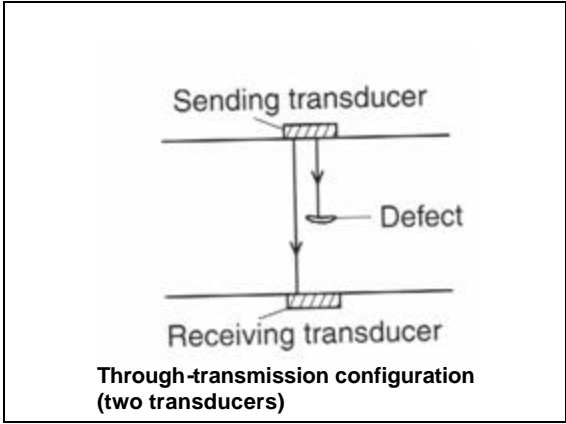 Sending transducer
Defect
Receiving transducer
Through-transmission configuration
(two transducers)